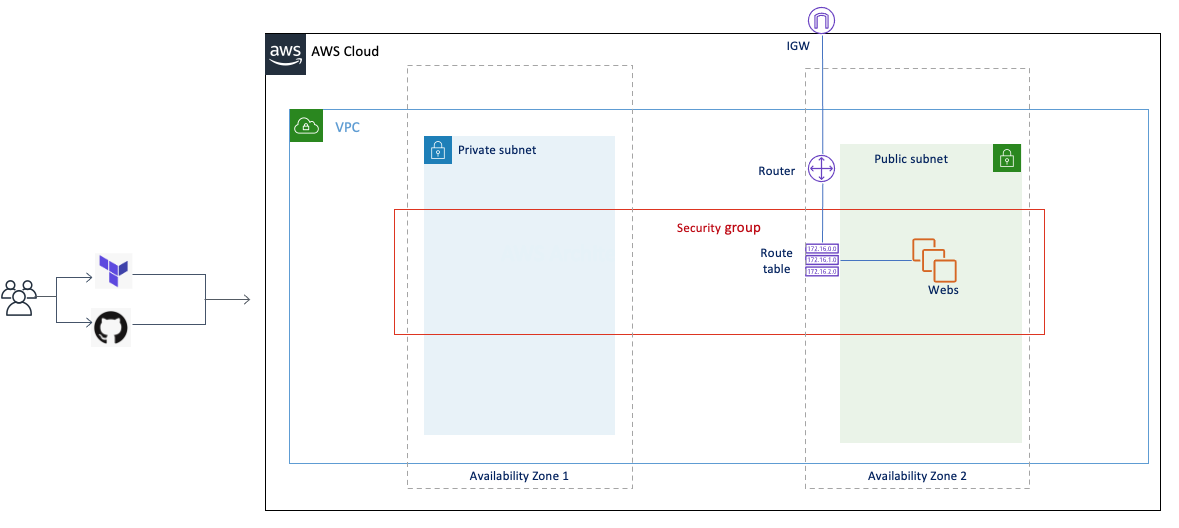 IGW
aws
AWS Cloud
VPC
Private subnet
Public subnet
Router
Security group
Route
table
172.16.0.0
172.16.1.0
172.16.2.0
Webs
Availability Zone 1
Availability Zone 2